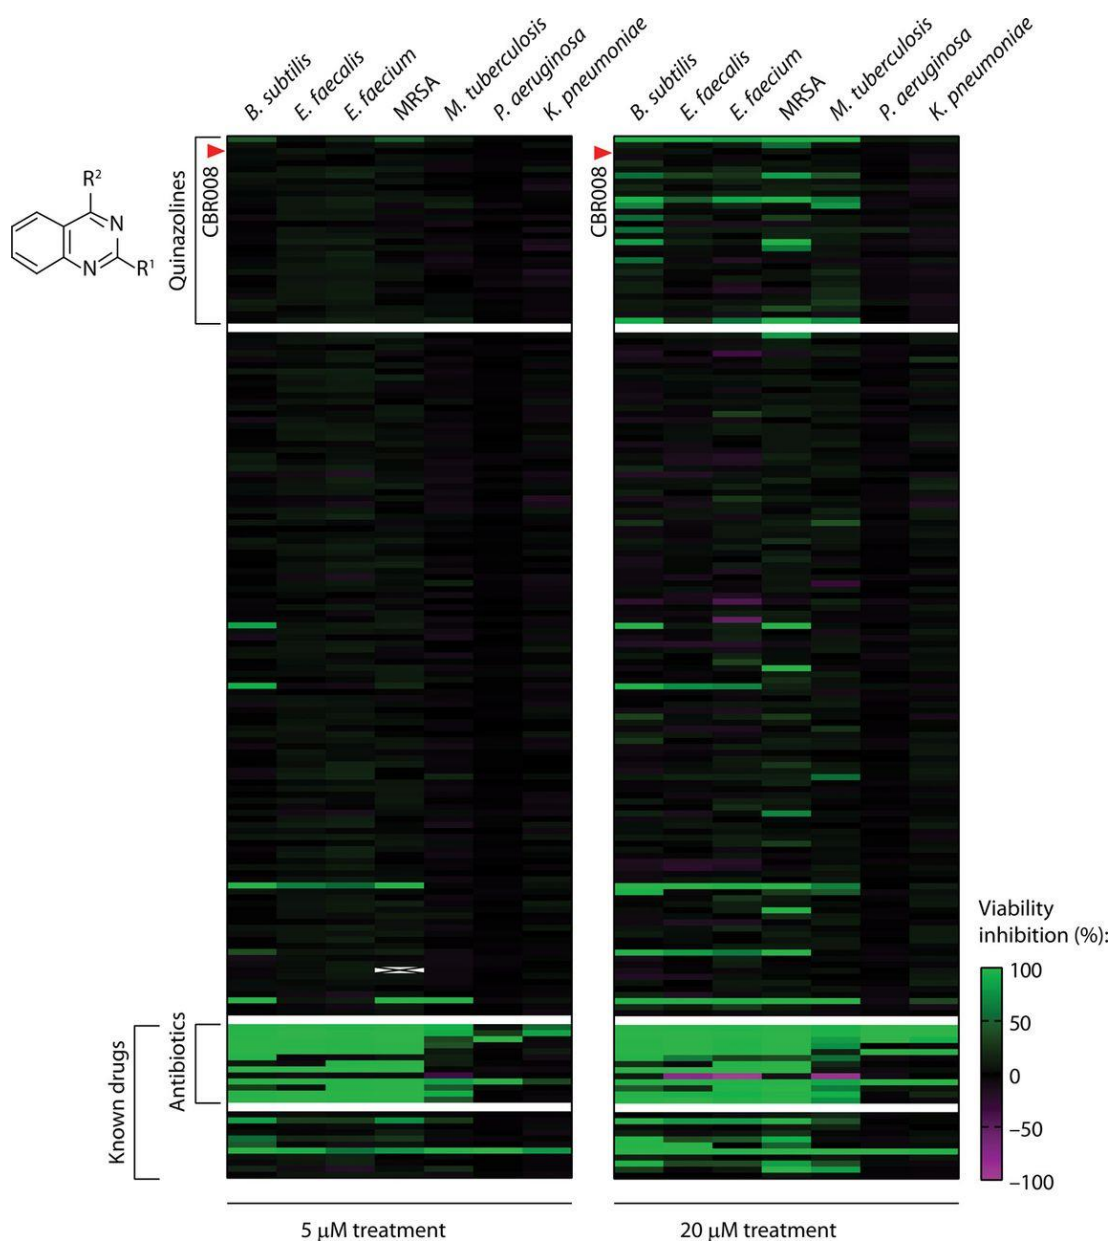 B. subtilis
E. faecalis
E. faecium
MRSA
M. tuberculosis
P. aeruginosa
K. pneumoniae
B. subtilis
E. faecalis
E. faecium
MRSA
M. tuberculosis
P. aeruginosa
K. pneumoniae
R²
N
N
R¹
Quinazolines
CBR008
CBR008
Viability
inhibition (%):
100
50
0
−50
−100
Known drugs
Antibiotics
5 μM treatment
20 μM treatment